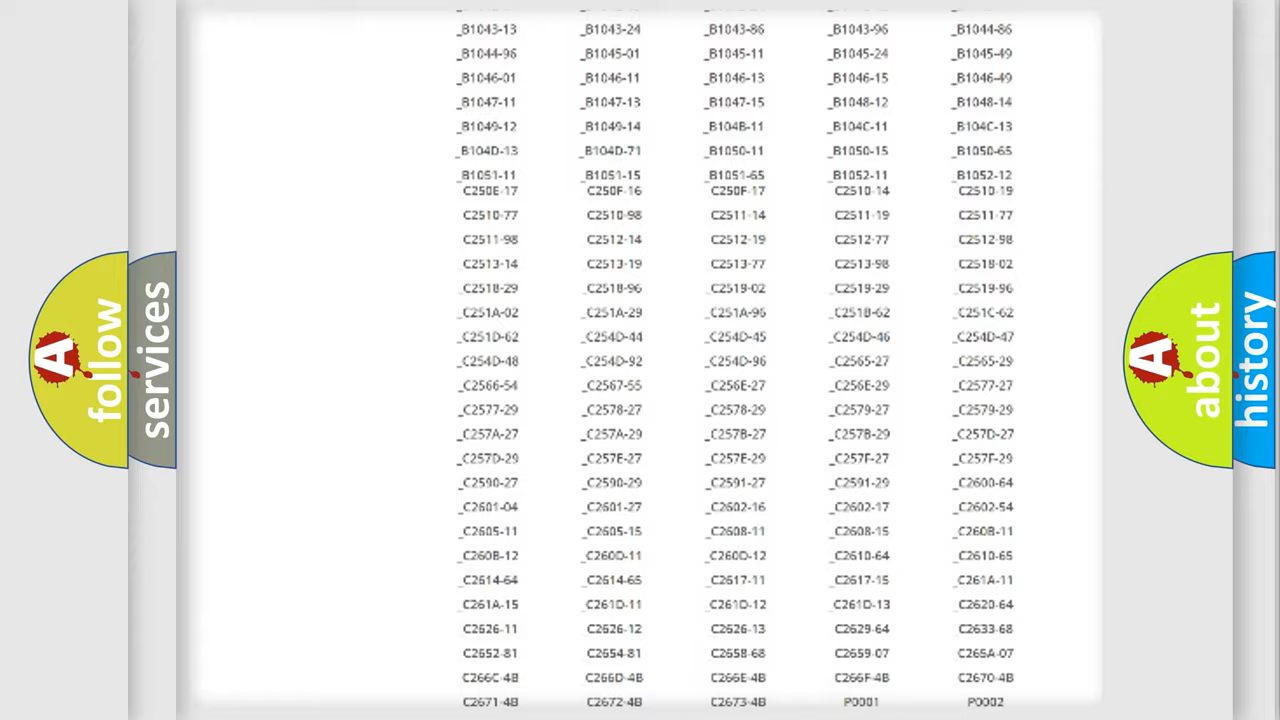 _B1043-13 _B1043-24 _B1043-86 _B1043-96 _B1044-86
_B1044-96 _B1045-01 _B1045-11 _B1045-24 _B1045-49
_B1046-01 _B1046-11 _B1046-13 _B1046-15 _B1046-49
_B1047-11 _B1047-13 _B1047-15 _B1048-12 _B1048-14
_B1049-12 _B1049-14 _B104B-11 _B104C-11 _B104C-13
_B104D-13 _B104D-71 _B1050-11 _B1050-15 _B1050-65
_B1051-11 _B1051-15 _B1051-65 _B1052-11 _B1052-12
C250E-17 C250F-16 C250F-17 C2510-14 C2510-19
C2510-77 C2510-98 C2511-14 C2511-19 C2511-77
C2511-98 C2512-14 C2512-19 C2512-77 C2512-98
C2513-14 C2513-19 C2513-77 C2513-98 C2518-02
_C2518-29 _C2518-96 _C2519-02 _C2519-29 _C2519-96
_C251A-02 _C251A-29 _C251A-96 _C251B-62 _C251C-62
_C251D-62 _C254D-44 _C254D-45 _C254D-46 _C254D-47
_C254D-48 _C254D-92 _C254D-96 _C2565-27 _C2565-29
_C2566-54 _C2567-55 _C256E-27 _C256E-29 _C2577-27
_C2577-29 _C2578-27 _C2578-29 _C2579-27 _C2579-29
_C257A-27 _C257A-29 _C257B-27 _C257B-29 _C257D-27
_C257D-29 _C257E-27 _C257E-29 _C257F-27 _C257F-29
_C2590-27 _C2590-29 _C2591-27 _C2591-29 _C2600-64
_C2601-04 _C2601-27 _C2602-16 _C2602-17 _C2602-54
_C2605-11 _C2605-15 _C2608-11 _C2608-15 _C260B-11
_C260B-12 _C260D-11 _C260D-12 _C2610-64 _C2610-65
_C2614-64 _C2614-65 _C2617-11 _C2617-15 _C261A-11
_C261A-15 _C261D-11 _C261D-12 _C261D-13 _C2620-64
C2626-11 C2626-12 C2626-13 C2629-64 C2633-68
C2652-81 C2654-81 C2658-68 C2659-07 C265A-07
C266C-4B C266D-4B C266E-4B C266F-4B C2670-4B
C2671-4B C2672-4B C2673-4B P0001 P0002
A follow
services
A about
history